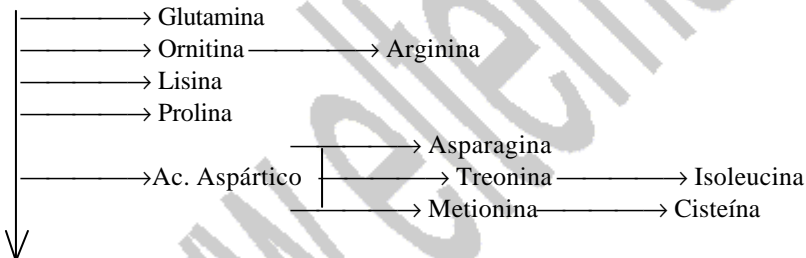 Glutamina
Ornitina Arginina
Lisina
Prolina
Asparagina
Ac. Aspártico Treonina Isoleucina
Metionina Cisteína